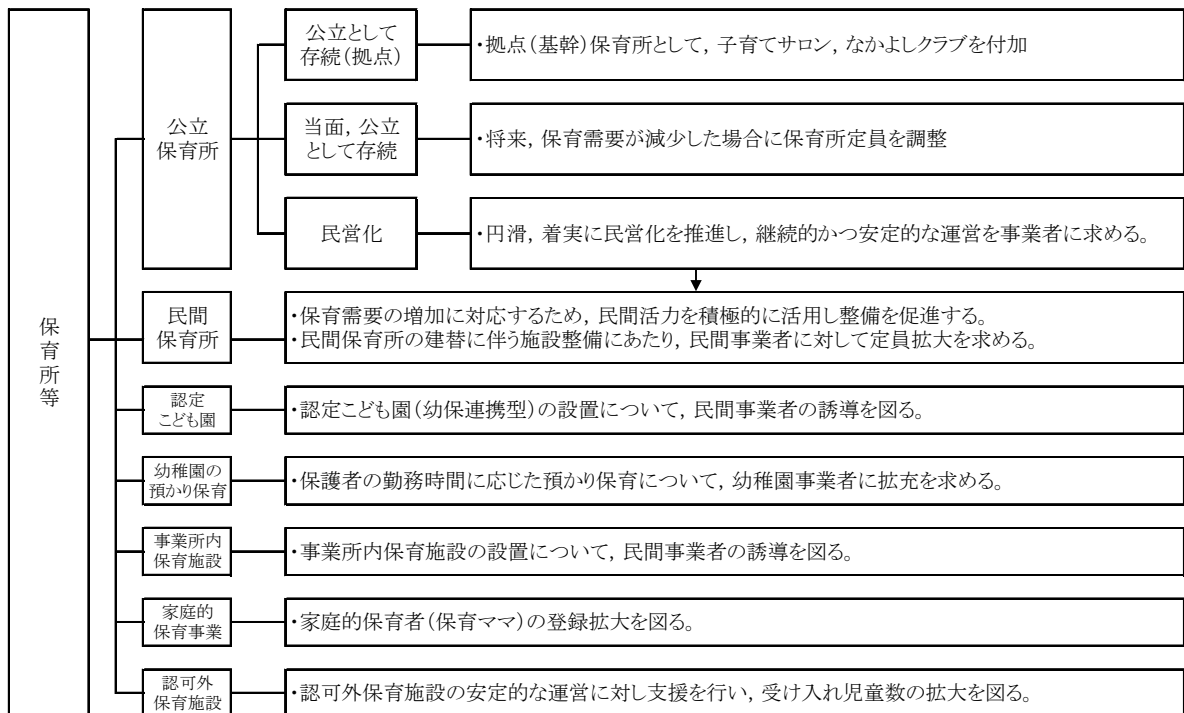 保育所等
公立
保育所
公立として
存続(拠点)
・拠点(基幹)保育所として, 子育てサロン, なかよしクラブを付加
当面, 公立
として存続
・将来, 保育需要が減少した場合に保育所定員を調整
民営化
・円滑, 着実に民営化を推進し, 継続的かつ安定的な運営を事業者に求める。
民間
保育所
・保育需要の増加に対応するため, 民間活力を積極的に活用し整備を促進する。
・民間保育所の建替に伴う施設整備にあたり, 民間事業者に対して定員拡大を求める。
認定
こども園
・認定こども園(幼保連携型)の設置について, 民間事業者の誘導を図る。
幼稚園の
預かり保育
・保護者の勤務時間に応じた預かり保育について, 幼稚園事業者に拡充を求める。
事業所内
保育施設
・事業所内保育施設の設置について, 民間事業者の誘導を図る。
家庭的
保育事業
・家庭的保育者(保育ママ)の登録拡大を図る。
認可外
保育施設
・認可外保育施設の安定的な運営に対し支援を行い, 受け入れ児童数の拡大を図る。